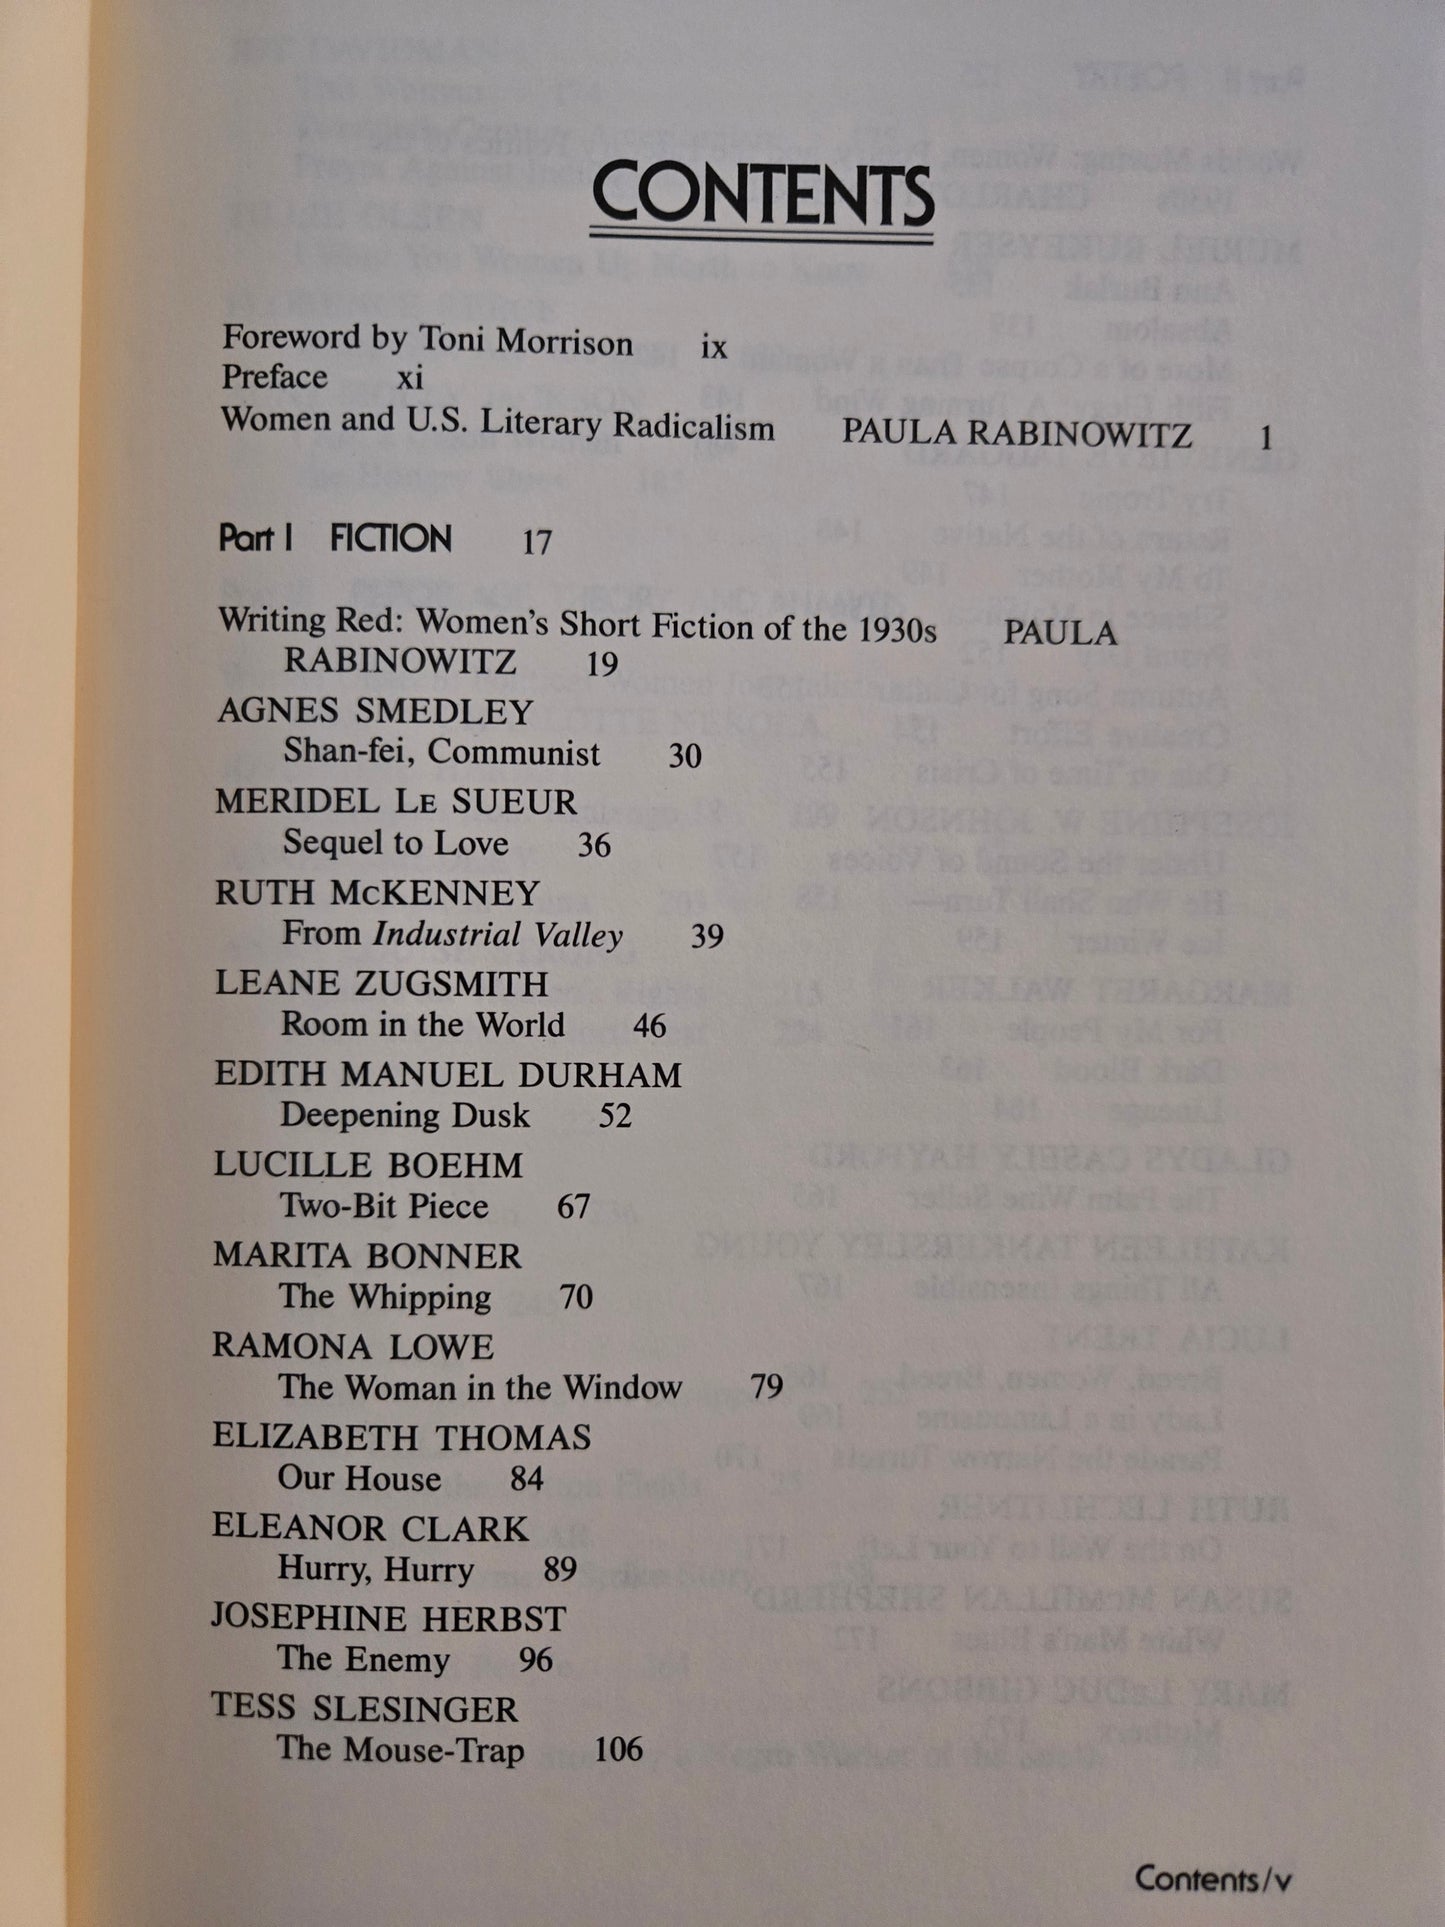 CONTENTS
Foreword by Toni Morrison ix
Preface xi
Women and U.S. Literary Radicalism PAULA RABINOWITZ 1
Part I FICTION 17
Writing Red: Women's Short Fiction of the 1930s PAULA
RABINOWITZ 19
AGNES SMEDLEY
Shan-fei, Communist 30
MERIDEL LE SUEUR
Sequel to Love 36
RUTH McKENNEY
From Industrial Valley 39
LEANE ZUGSMITH
Room in the World 46
EDITH MANUEL DURHAM
Deepening Dusk 52
LUCILLE BOEHM
Two-Bit Piece 67
MARITA BONNER
The Whipping 70
RAMONA LOWE
The Woman in the Window 79
ELIZABETH THOMAS
Our House 84
ELEANOR CLARK
Hurry, Hurry 89
JOSEPHINE HERBST
The Enemy 96
TESS SLESINGER
The Mouse-Trap 106
Contents/v